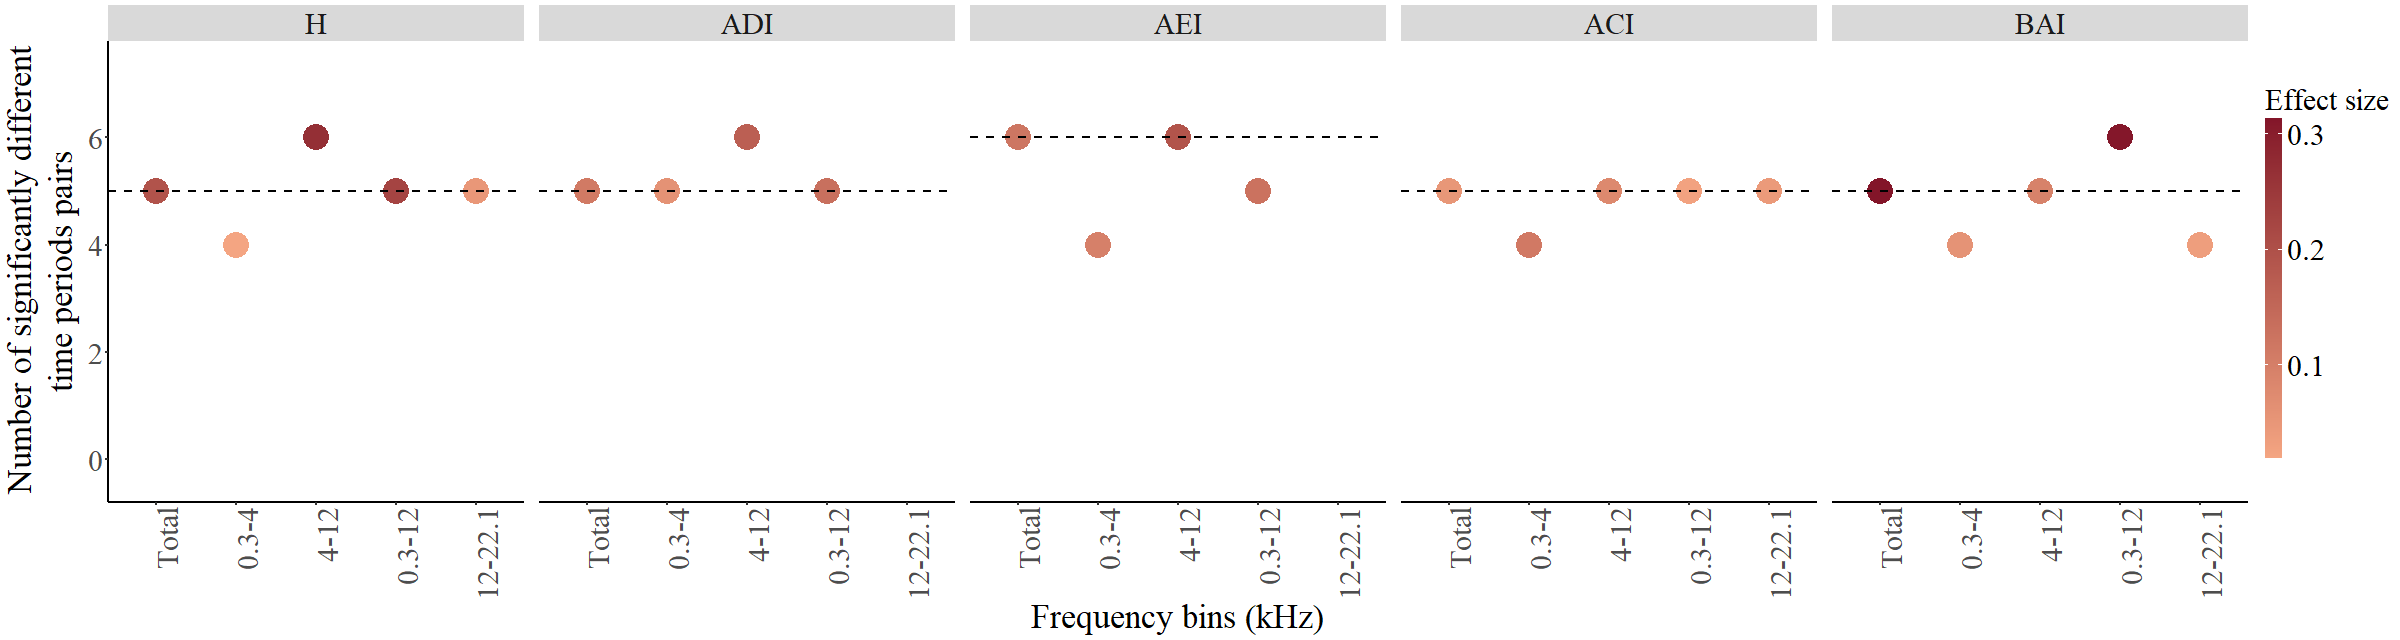 H
ADI
AEI
ACI
BAI
Number of significantly different
time periods pairs
6
4
2
0
Total
0.3-4
4-12
0.3-12
12-22.1
Total
0.3-4
4-12
0.3-12
12-22.1
Total
0.3-4
4-12
0.3-12
12-22.1
Total
0.3-4
4-12
0.3-12
12-22.1
Total
0.3-4
4-12
0.3-12
12-22.1
Frequency bins (kHz)
Effect size
0.3
0.2
0.1